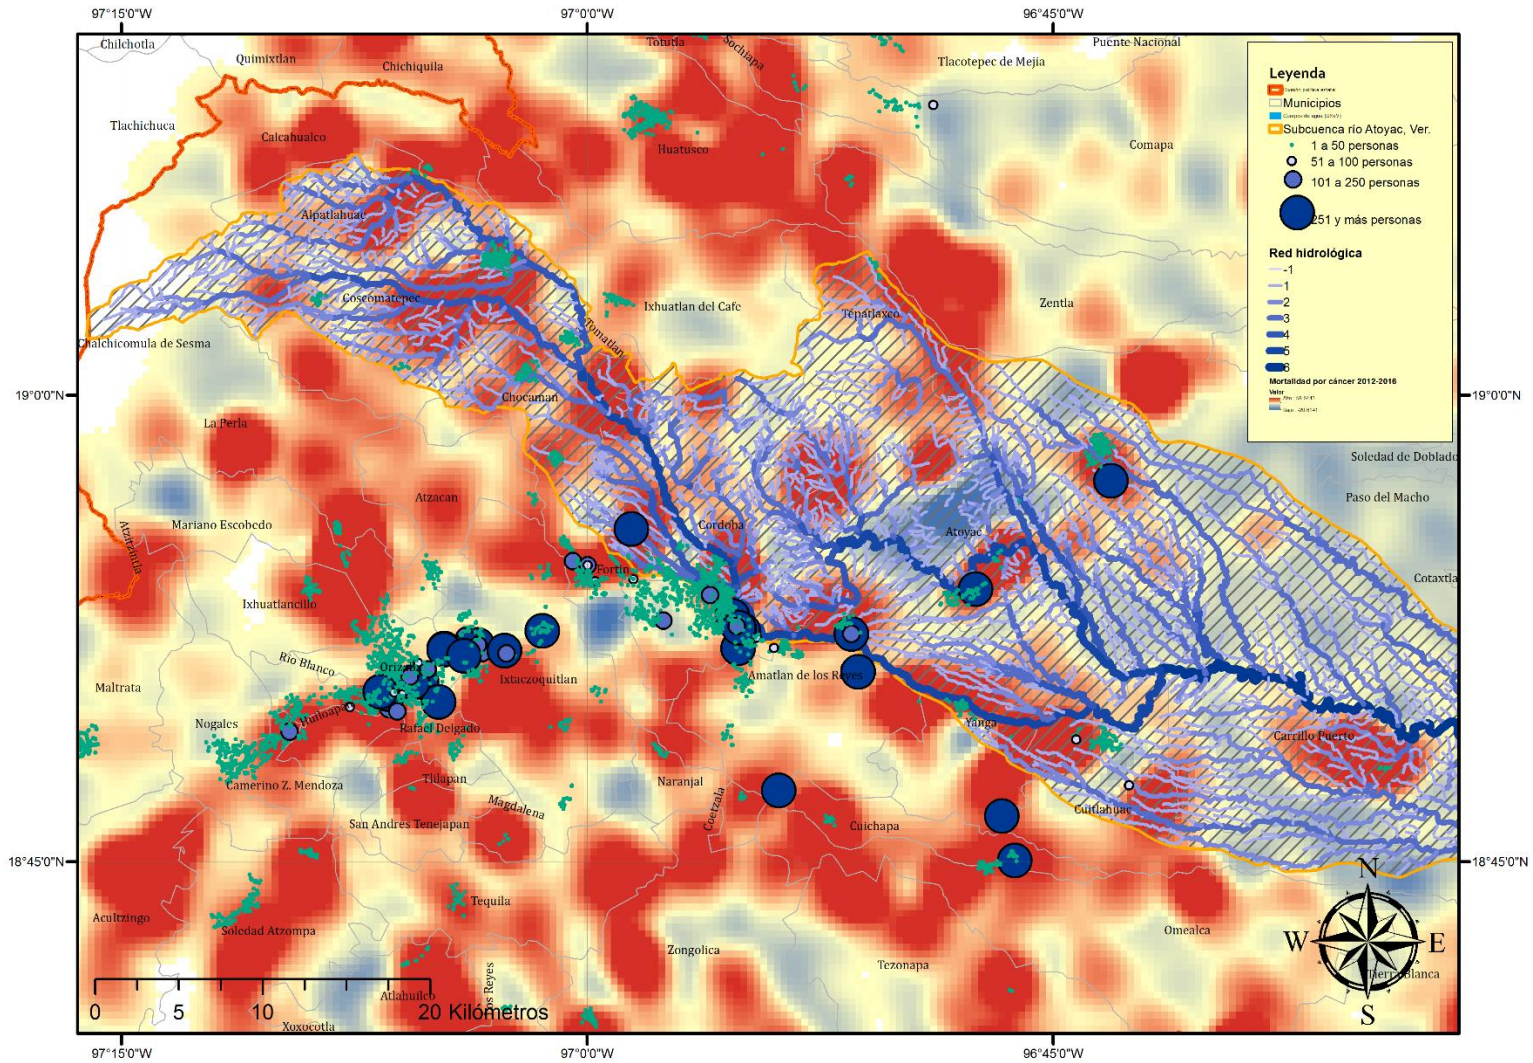 97°15'0"W
97°0'0"W
96°45'0"W
Chilchotla
Quimixtlan
Chichiquila
Totutla
Sochiapa
Tlacotepec de Mejia
Puente Nacional
Tlachichuca
Calcahualco
Huatusco
Comapa
Leyenda
Municipios
Subcuenca río Atoyac, Ver.
1 a 50 personas
51 a 100 personas
101 a 250 personas
251 y más personas
Red hidrológica
-1
1
2
3
4
5
6
Mortalidad por cáncer 2012-2016
Valor
Alpatlahuac
Coscomatepec
Ixhuatlan del Cafe
Tepatlaxco
Zentla
Chalchicomula de Sesma
Tomatlan
19°0'0"N
19°0'0"N
Chocaman
La Perla
Soledad de Doblado
Atzacan
Paso del Macho
Mariano Escobedo
Cordoba
Atoyac
Atzitzintla
Fortin
Cotaxtla
Ixhuatlancillo
Rio Blanco
Orizaba
Ixtaczoquitlan
Amatlan de los Reyes
Maltrata
Nogales
Huiloapan
Rafael Delgado
Yanga
Carrillo Puerto
Camerino Z. Mendoza
Tlilapan
Naranjal
Magdalena
Coetzala
Cuitlahuac
San Andres Tenejapan
Cuichapa
18°45'0"N
18°45'0"N
N
Acultzingo
Tequila
Soledad Atzompa
Omealca
W
E
Zongolica
Tezonapa
Tierra Blanca
Atlahuilco
Los Reyes
S
0
5
10
20 Kilómetros
Xoxocotla
97°15'0"W
97°0'0"W
96°45'0"W